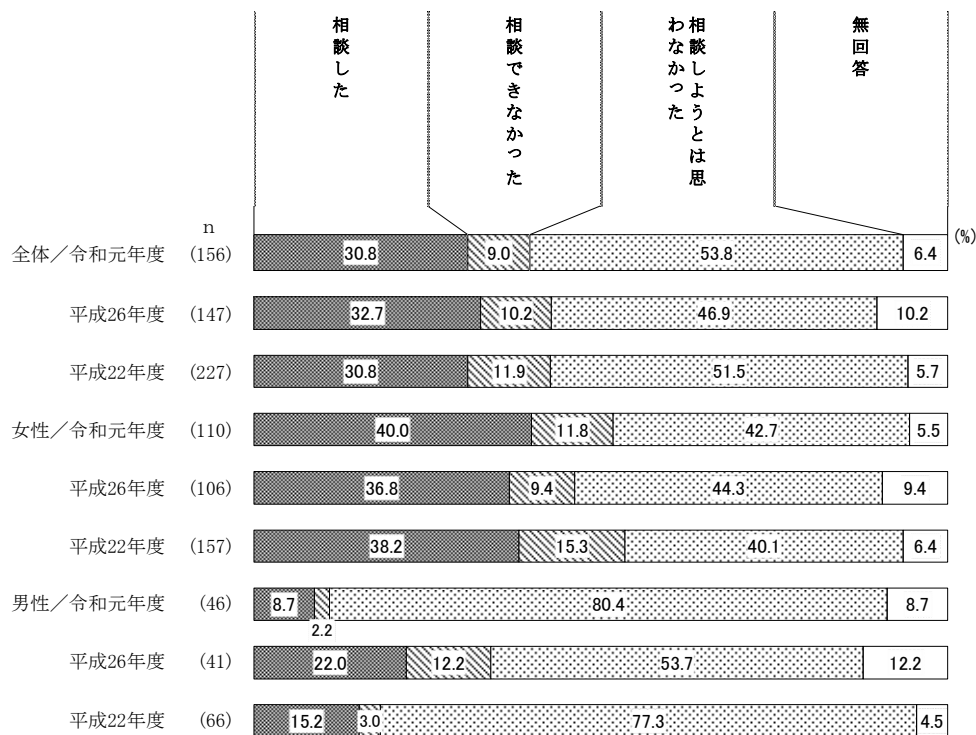 相談した
相談できなかった
相談しようとは思
わなかった
無回答
n
(%)
全体／令和元年度 (156) 30.8 9.0 53.8 6.4
平成26年度 (147) 32.7 10.2 46.9 10.2
平成22年度 (227) 30.8 11.9 51.5 5.7
女性／令和元年度 (110) 40.0 11.8 42.7 5.5
平成26年度 (106) 36.8 9.4 44.3 9.4
平成22年度 (157) 38.2 15.3 40.1 6.4
男性／令和元年度 (46) 8.7 2.2 80.4 8.7
平成26年度 (41) 22.0 12.2 53.7 12.2
平成22年度 (66) 15.2 3.0 77.3 4.5